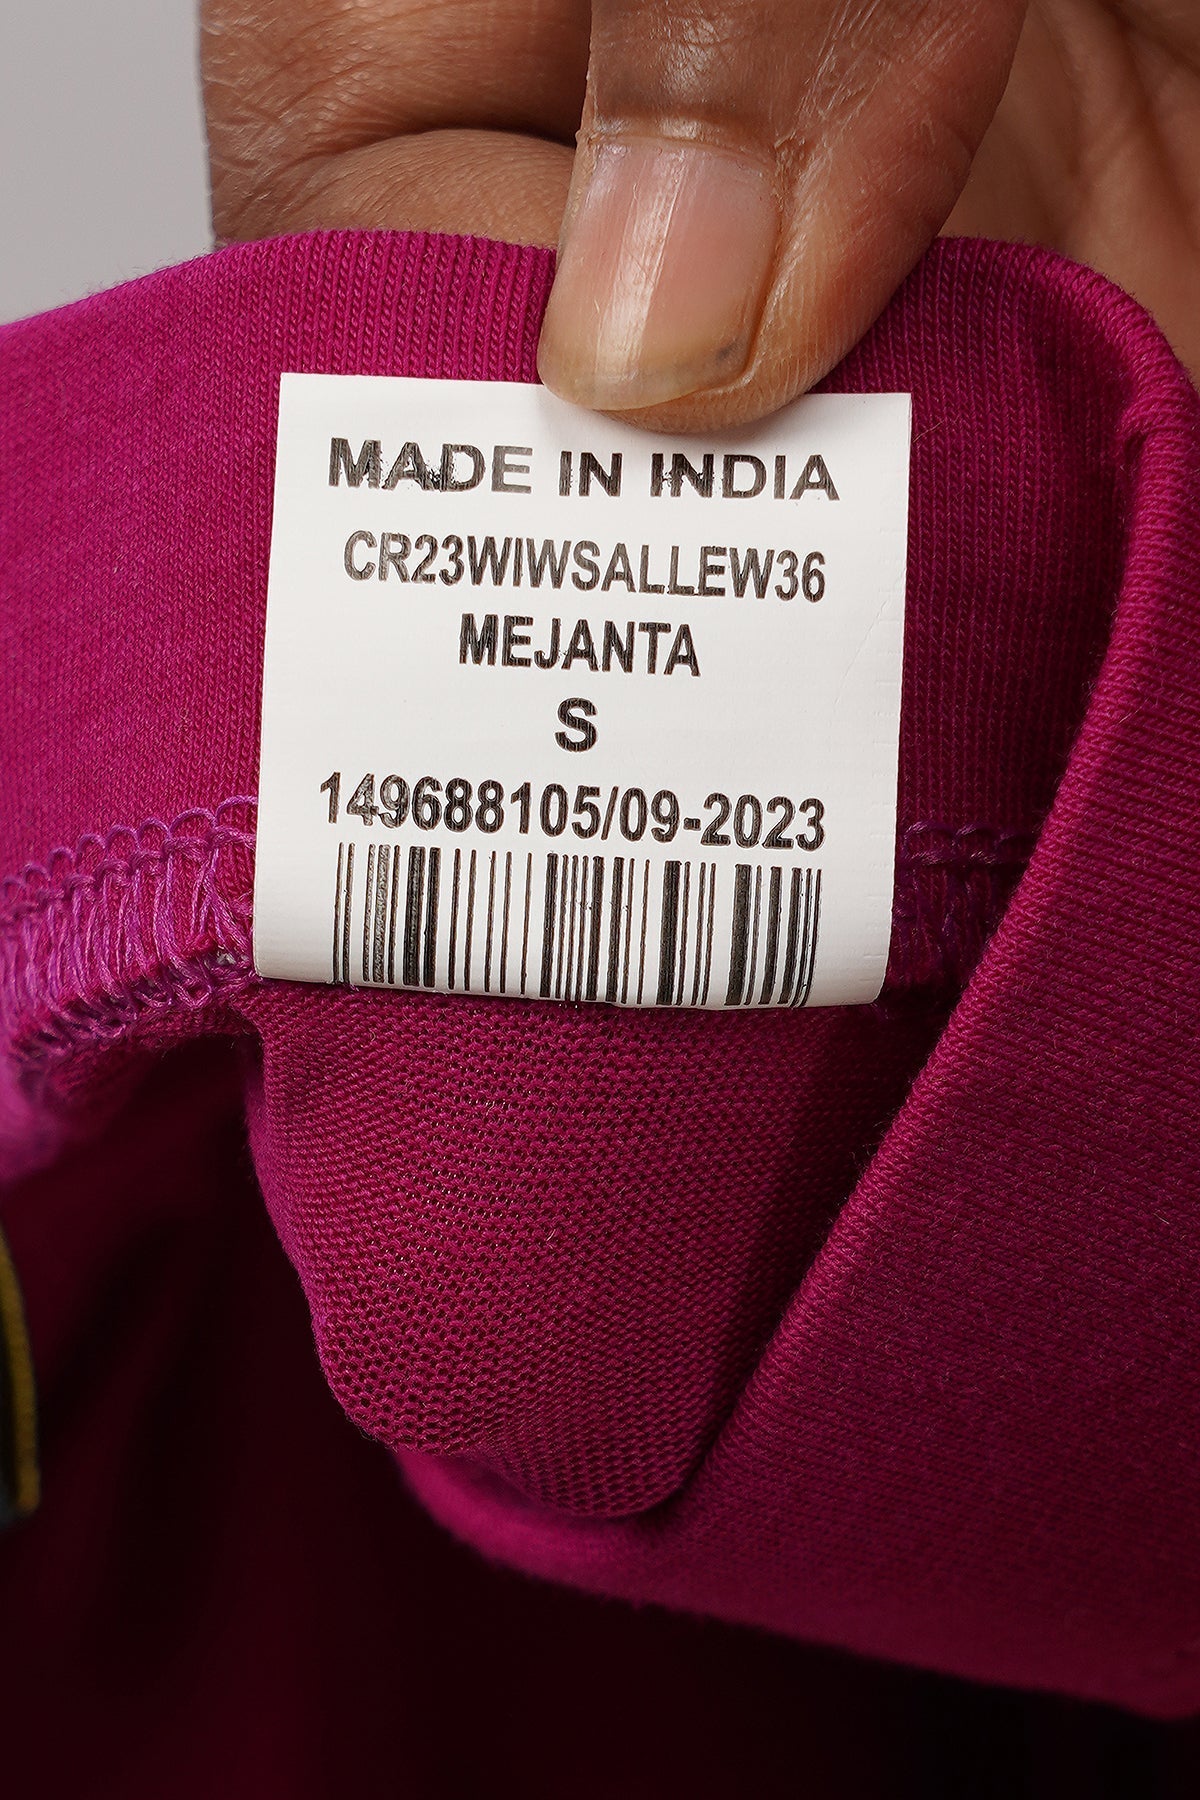 MADE IN INDIA
CR23WIWSALLEW36
MEJANTA
S
149688105/09-2023